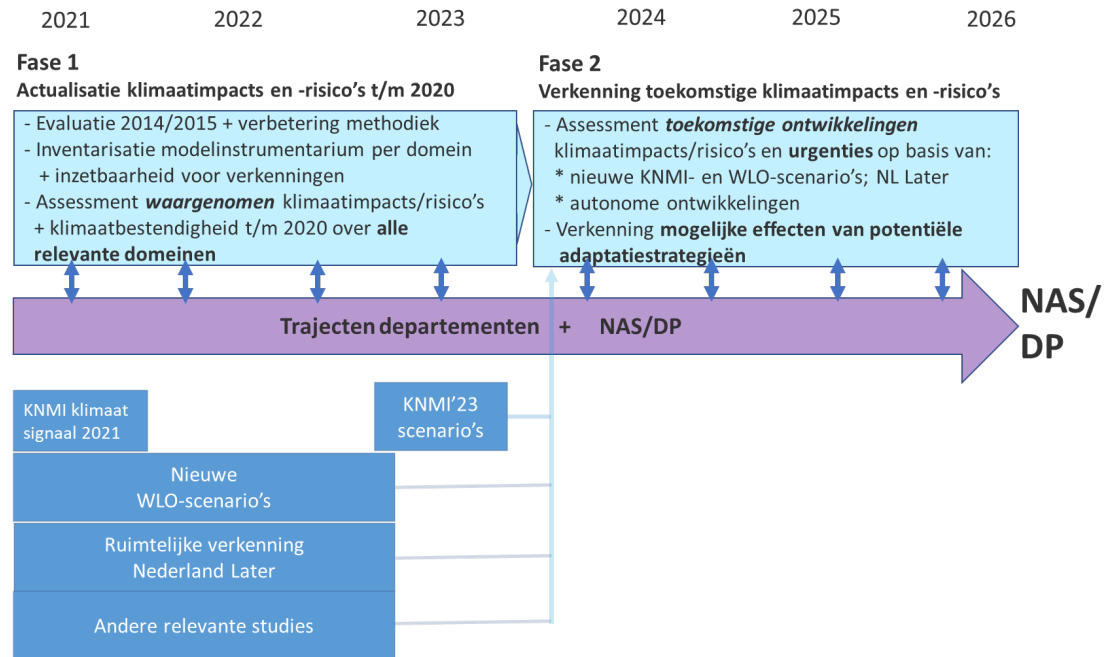 2021 2022 2023 2024 2025 2026
Fase 1
Actualisatie klimaatimpacts en -risico's t/m 2020
- Evaluatie 2014/2015 + verbetering methodiek
- Inventarisatie modelinstrumentarium per domein
+ inzetbaarheid voor verkenningen
- Assessment waargenomen klimaatimpacts/risico's
+ klimaatbestendigheid t/m 2020 over alle
relevante domeinen
Fase 2
Verkenning toekomstige klimaatimpacts en -risico's
- Assessment toekomstige ontwikkelingen
klimaatimpacts/risico's en urgenties op basis van:
* nieuwe KNMI- en WLO-scenario's; NL Later
* autonome ontwikkelingen
- Verkenning mogelijke effecten van potentiële
adaptatiestrategieën
Trajecten departementen + NAS/DP
NAS/
DP
KNMI klimaat
signaal 2021
KNMI'23
scenario's
Nieuwe
WLO-scenario's
Ruimtelijke verkenning
Nederland Later
Andere relevante studies